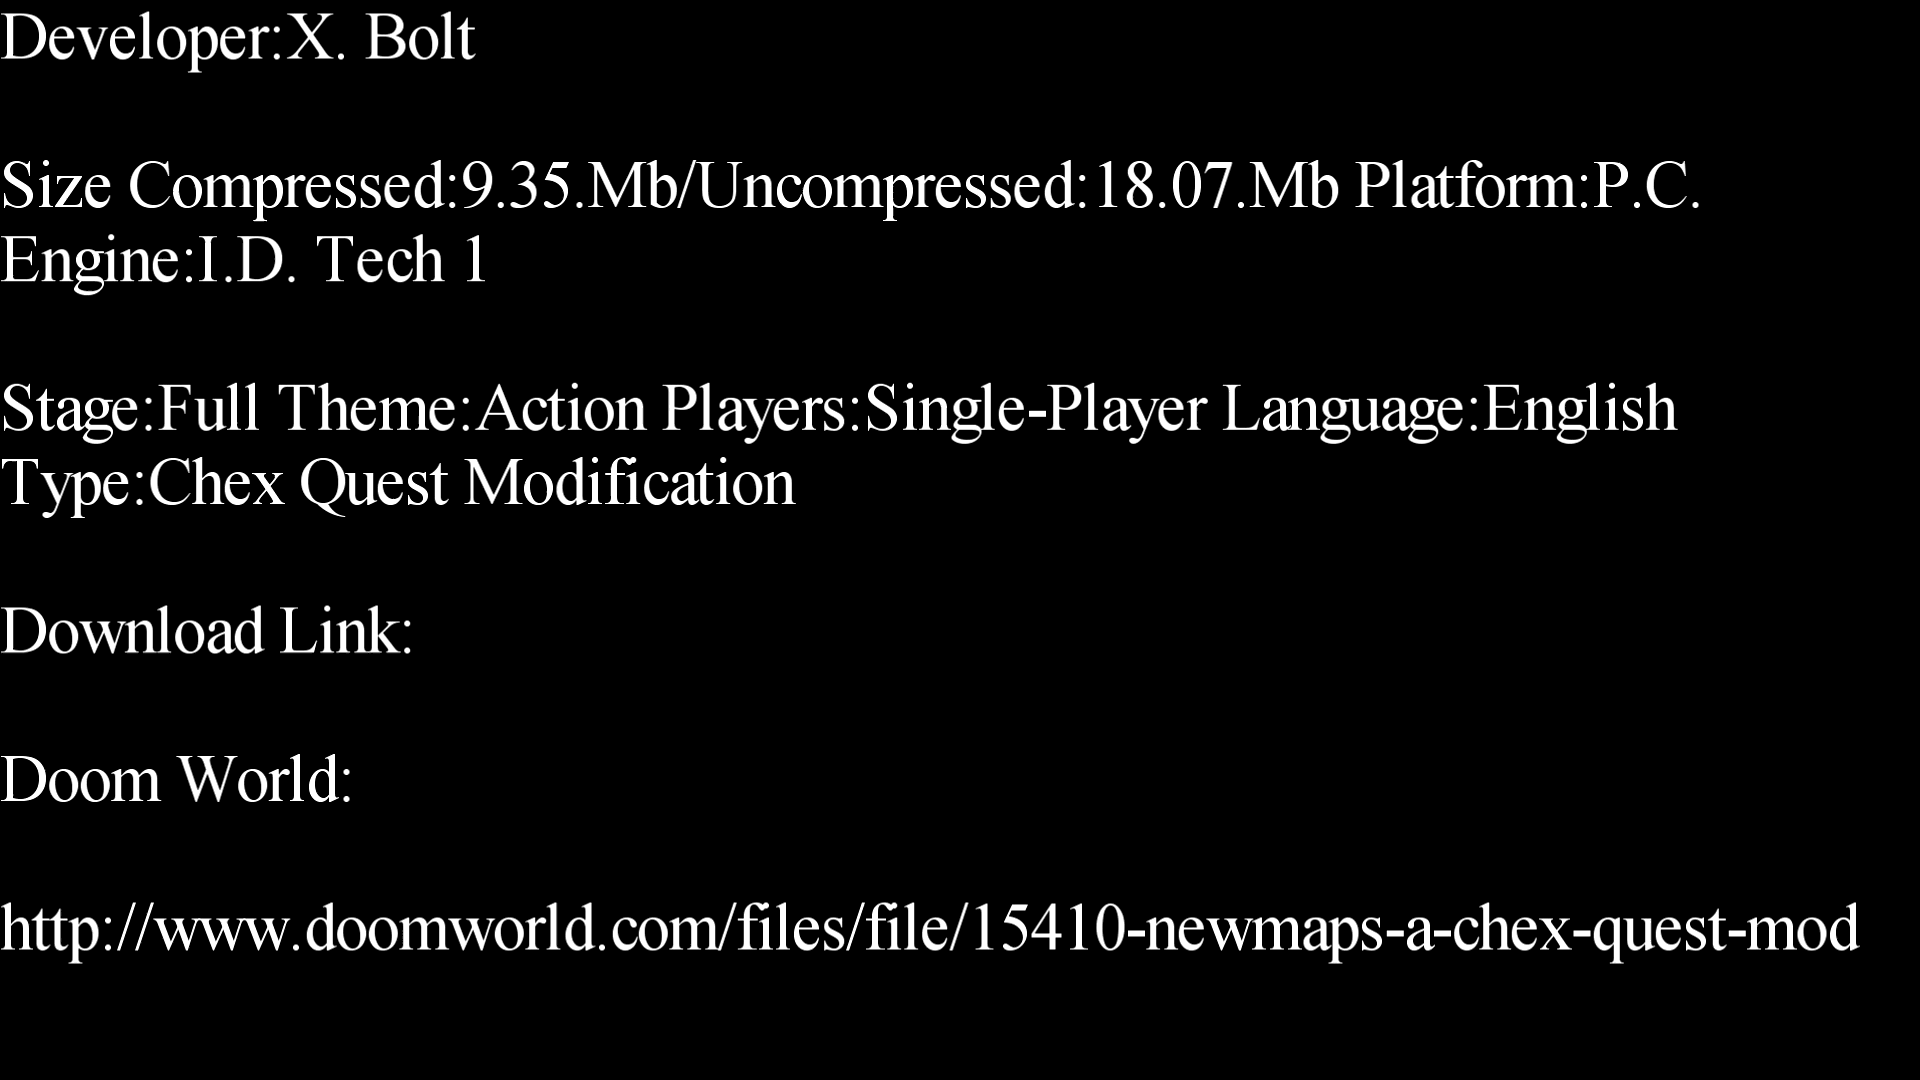 Developer:X. Bolt
Size Compressed:9.35.Mb/Uncompressed:18.07.Mb Platform:P.C.
Engine:I.D. Tech 1
Stage:Full Theme:Action Players:Single-Player Language:English
Type:Chex Quest Modification
Download Link:
Doom World:
http://www.doomworld.com/files/file/15410-newmaps-a-chex-quest-mod